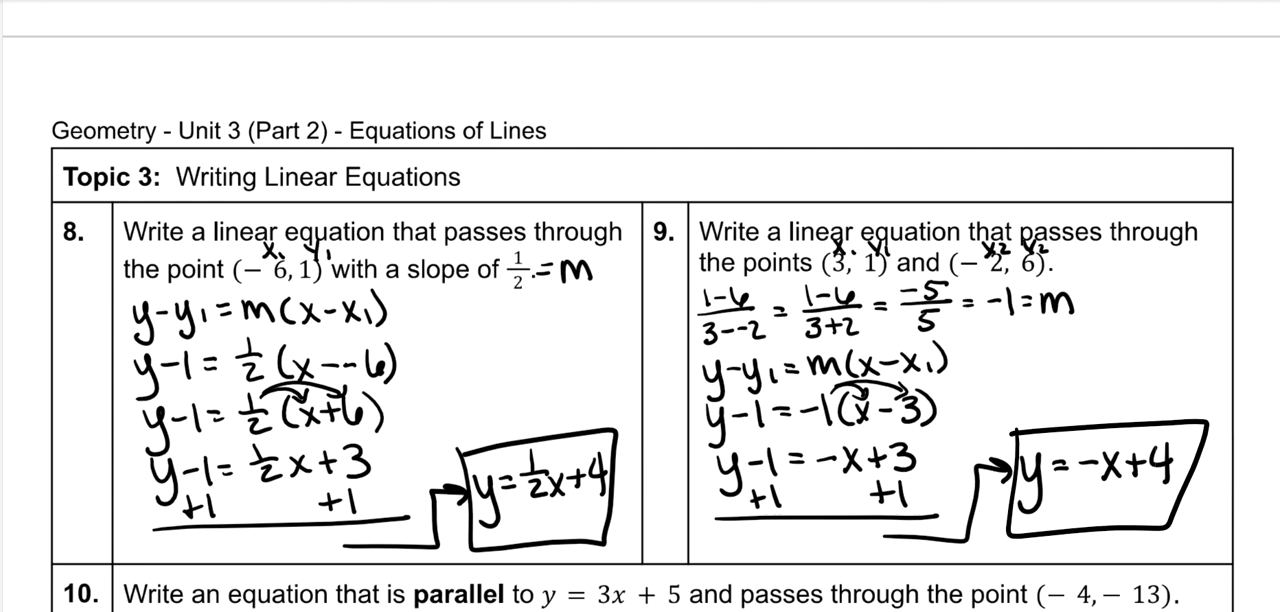 Geometry - Unit 3 (Part 2) - Equations of Lines
Topic 3: Writing Linear Equations
8. Write a linear equation that passes through
x₁ y₁
the point (− 6, 1) with a slope of 1/2. = m
y-y₁=m(x-x₁)
y-1=1/2(x--6)
y-1=1/2(x+6)
y-1=1/2x+3
+1 +1
y=1/2x+4
9. Write a linear equation that passes through
x₁ y₁ x₂ y₂
the points (3, 1) and (− 2, 6).
1-6/3--2 = 1-6/3+2 = -5/5 = -1=m
y-y₁=m(x-x₁)
y-1=-1(x-3)
y-1=-x+3
+1 +1
y=-x+4
10. Write an equation that is parallel to y = 3x + 5 and passes through the point (− 4, − 13).